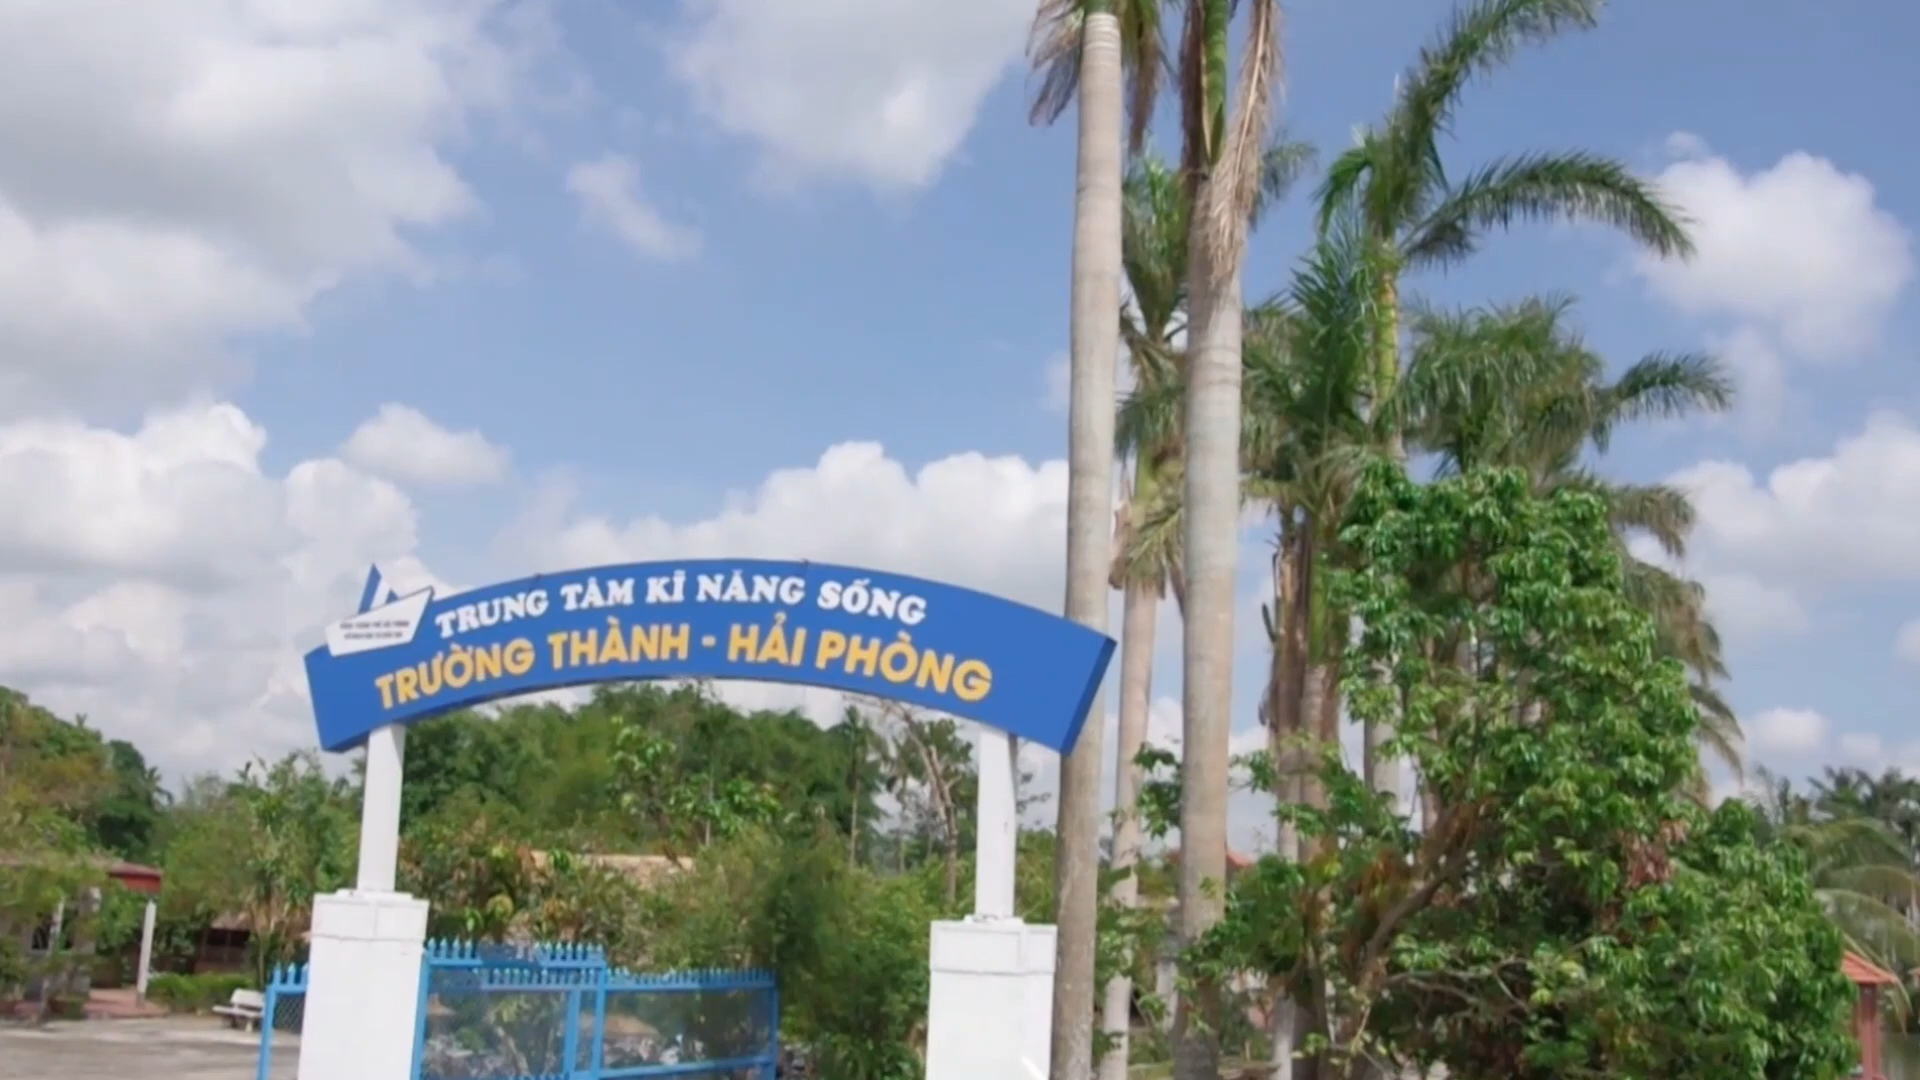 TRUNG TÂM KĨ NĂNG SỐNG
TRƯỜNG THÀNH - HẢI PHÒNG